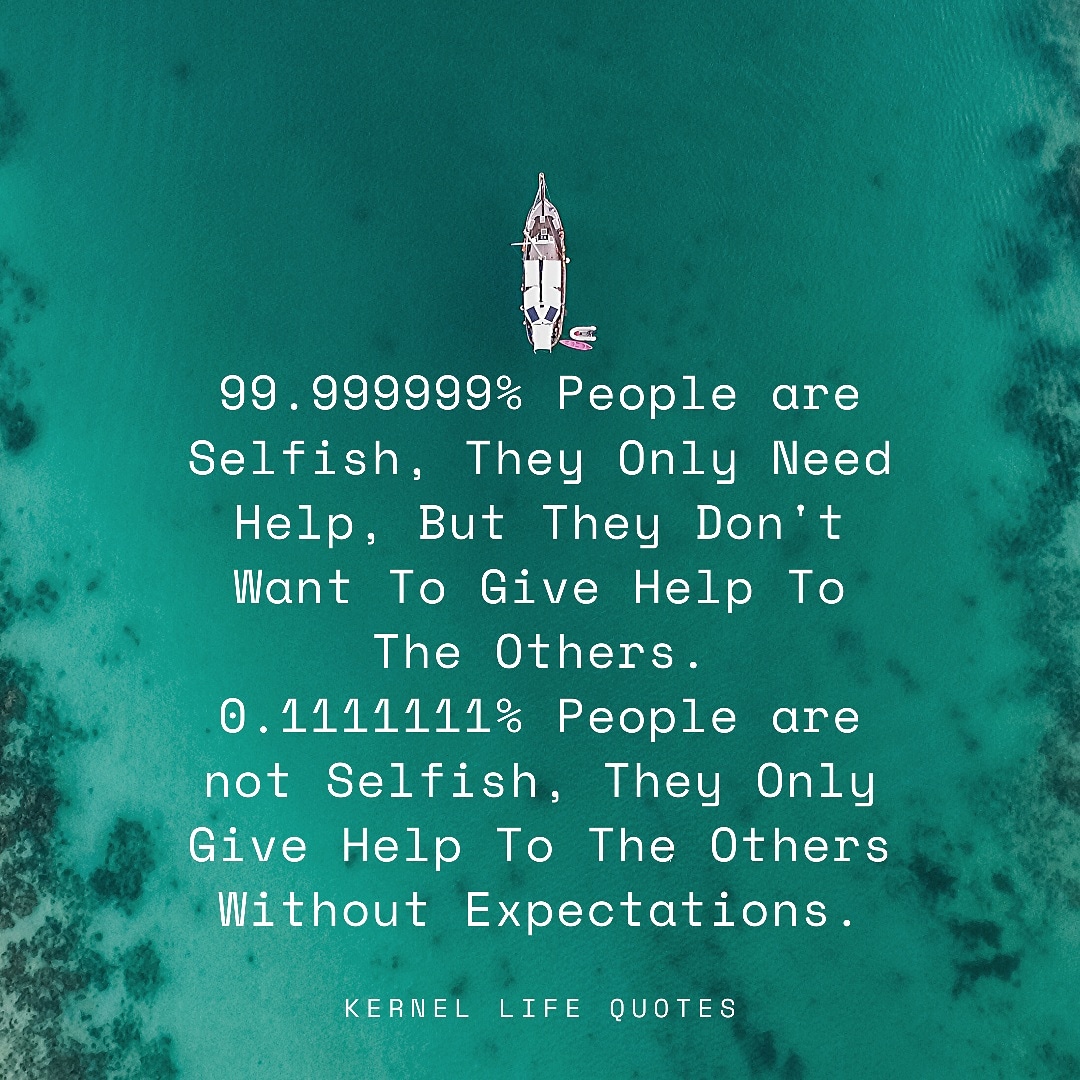 99.999999% People are
Selfish, They Only Need
Help, But They Don't
Want To Give Help To
The Others.
0.1111111% People are
not Selfish, They Only
Give Help To The Others
Without Expectations.
KERNEL LIFE QUOTES